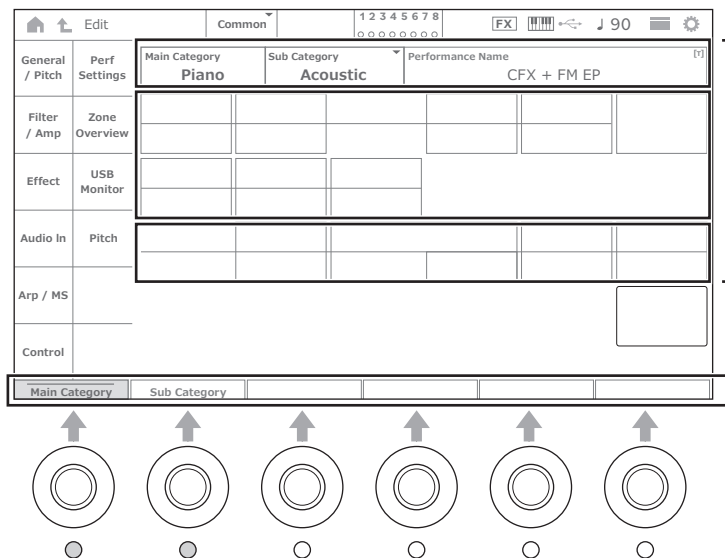 Edit
Common
1 2 3 4 5 6 7 8
FX
90
General / Pitch
Perf Settings
Main Category
Sub Category
Performance Name
[T]
Piano
Acoustic
CFX + FM EP
Filter / Amp
Zone Overview
Effect
USB Monitor
Audio In
Pitch
Arp / MS
Control
Main Category
Sub Category